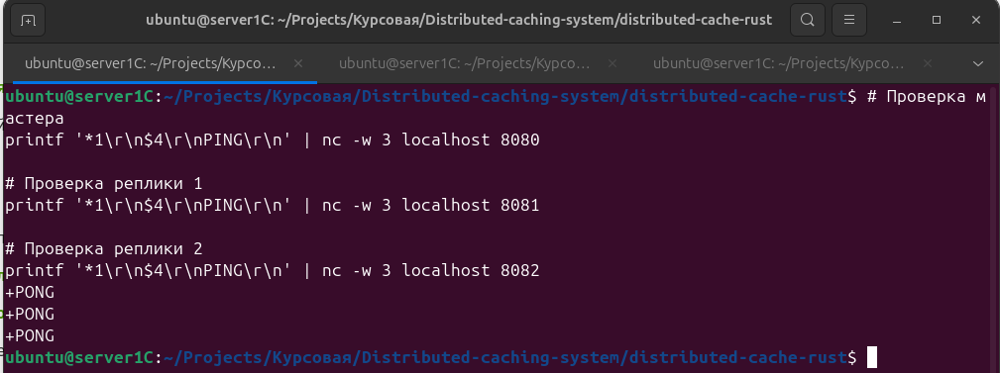 ubuntu@server1C: ~/Projects/Курсовая/Distributed-caching-system/distributed-cache-rust
ubuntu@server1C: ~/Projects/Курсо… ubuntu@server1C: ~/Projects/Курсо… ubuntu@server1C: ~/Projects/Курсо…
ubuntu@server1C:~/Projects/Курсовая/Distributed-caching-system/distributed-cache-rust$ # Проверка м
астера
printf '*1\r\n$4\r\nPING\r\n' | nc -w 3 localhost 8080
# Проверка реплики 1
printf '*1\r\n$4\r\nPING\r\n' | nc -w 3 localhost 8081
# Проверка реплики 2
printf '*1\r\n$4\r\nPING\r\n' | nc -w 3 localhost 8082
+PONG
+PONG
+PONG
ubuntu@server1C:~/Projects/Курсовая/Distributed-caching-system/distributed-cache-rust$